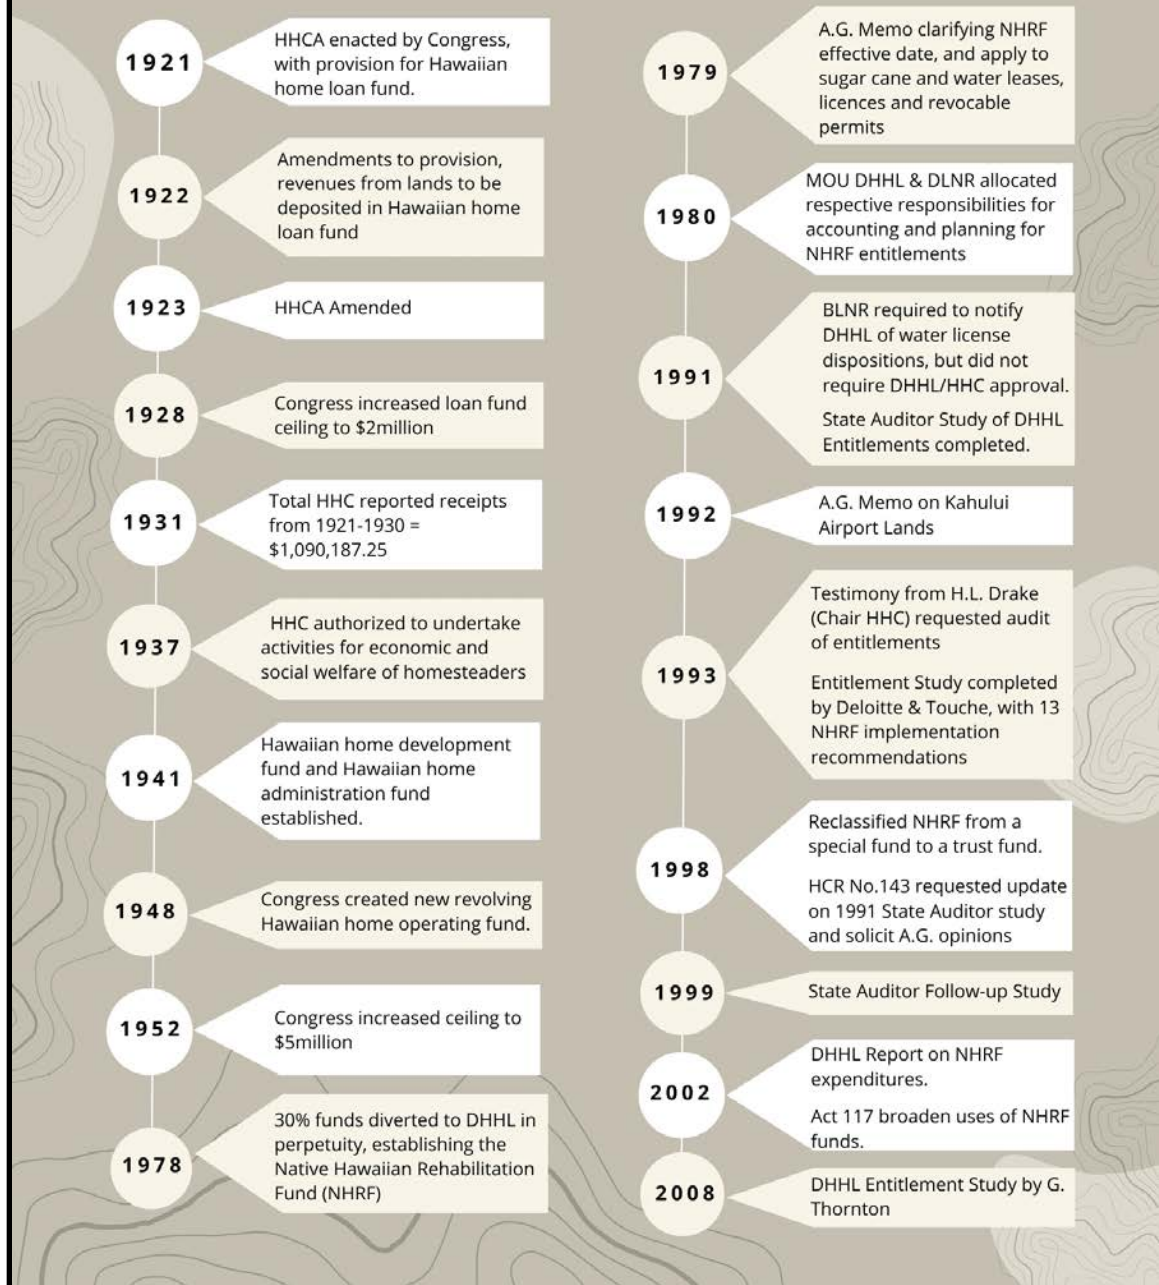 1921
HHCA enacted by Congress,
with provision for Hawaiian
home loan fund.
1922
Amendments to provision,
revenues from lands to be
deposited in Hawaiian home
loan fund
1923
HHCA Amended
1928
Congress increased loan fund
ceiling to $2million
1931
Total HHC reported receipts
from 1921-1930 =
$1,090,187.25
1937
HHC authorized to undertake
activities for economic and
social welfare of homesteaders
1941
Hawaiian home development
fund and Hawaiian home
administration fund
established.
1948
Congress created new revolving
Hawaiian home operating fund.
1952
Congress increased ceiling to
$5million
1978
30% funds diverted to DHHL in
perpetuity, establishing the
Native Hawaiian Rehabilitation
Fund (NHRF)
1979
A.G. Memo clarifying NHRF
effective date, and apply to
sugar cane and water leases,
licences and revocable
permits
1980
MOU DHHL & DLNR allocated
respective responsibilities for
accounting and planning for
NHRF entitlements
1991
BLNR required to notify
DHHL of water license
dispositions, but did not
require DHHL/HHC approval.
State Auditor Study of DHHL
Entitlements completed.
1992
A.G. Memo on Kahului
Airport Lands
1993
Testimony from H.L. Drake
(Chair HHC) requested audit
of entitlements
Entitlement Study completed
by Deloitte & Touche, with 13
NHRF implementation
recommendations
1998
Reclassified NHRF from a
special fund to a trust fund.
HCR No.143 requested update
on 1991 State Auditor study
and solicit A.G. opinions
1999
State Auditor Follow-up Study
2002
DHHL Report on NHRF
expenditures.
Act 117 broaden uses of NHRF
funds.
2008
DHHL Entitlement Study by G.
Thornton